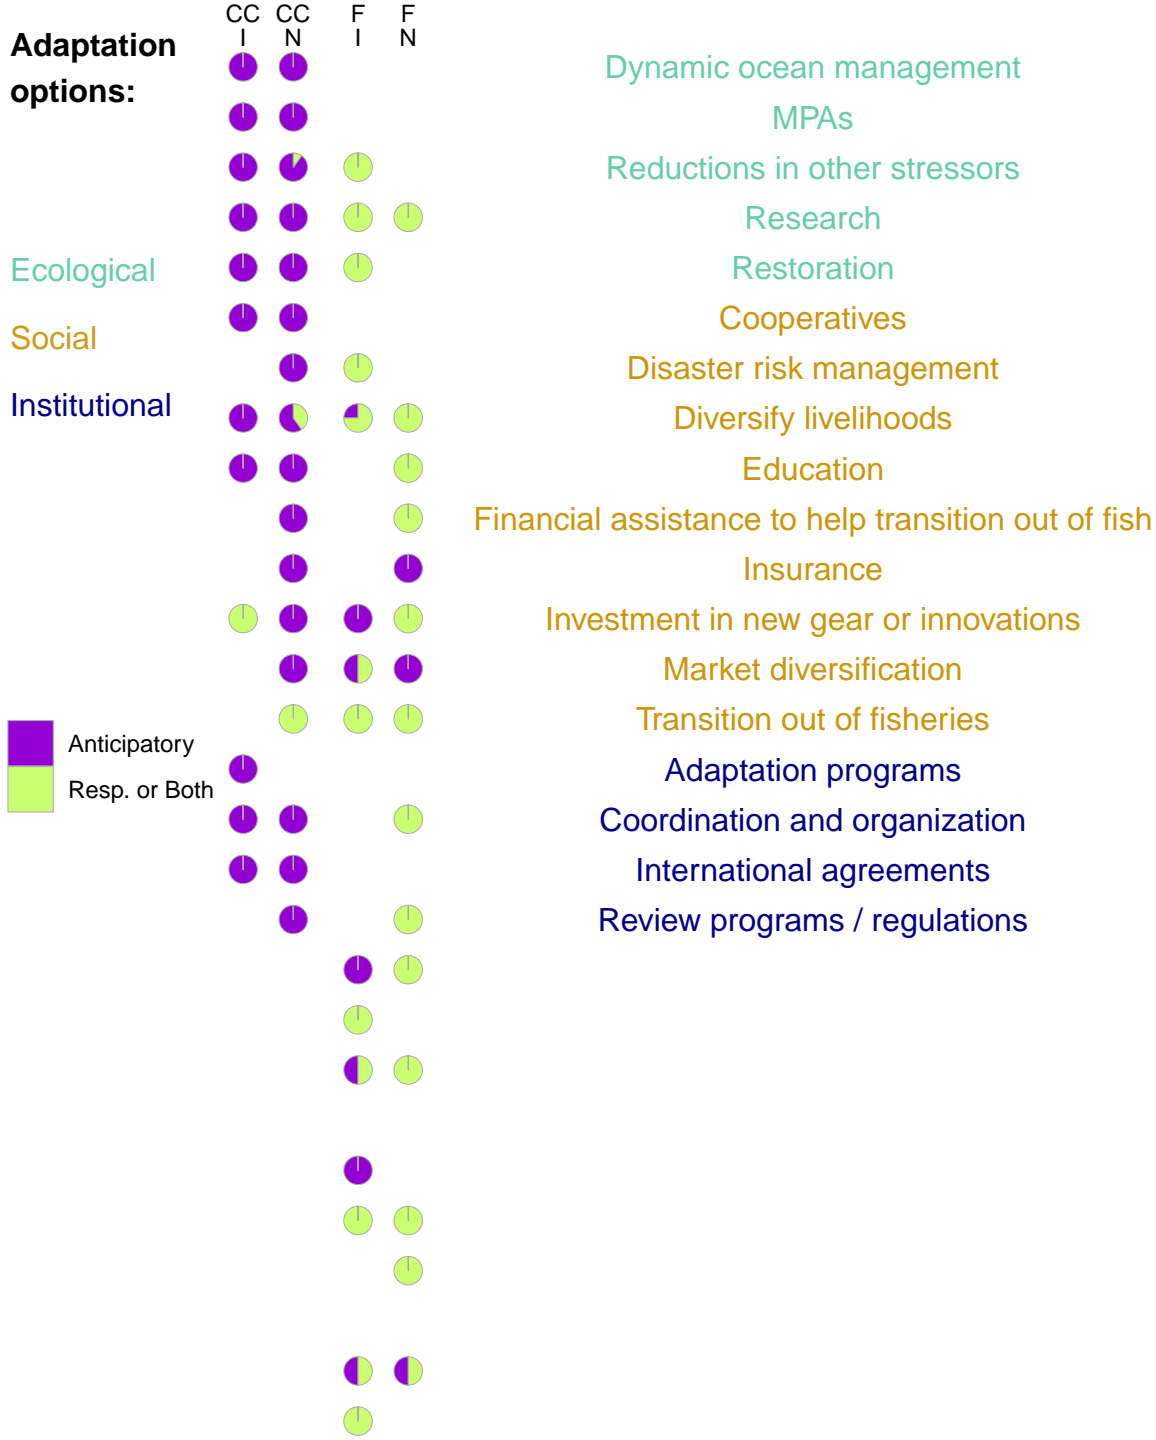 CC CC F F
I N I N
Adaptation
options:
Dynamic ocean management
MPAs
Reductions in other stressors
Research
Ecological
Restoration
Social
Cooperatives
Disaster risk management
Institutional
Diversify livelihoods
Education
Financial assistance to help transition out of fish
Insurance
Investment in new gear or innovations
Market diversification
Transition out of fisheries
Anticipatory
Resp. or Both
Adaptation programs
Coordination and organization
International agreements
Review programs / regulations